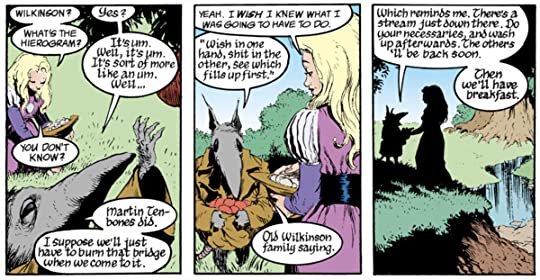 WILKINSON?
Yes?
WHAT'S THE
HIEROGRAM?
It's um.
Well, it's um.
It's sort of more
like an um.
Well...
YOU DON'T
KNOW?
Martin Ten-
bones did.
I suppose we'll just
have to burn that bridge
when we come to it.
YEAH. I WISH I KNEW WHAT I
WAS GOING TO HAVE TO DO.
"Wish in one
hand, shit in the
other, see which
fills up first."
Old Wilkinson
family saying.
Which reminds me. There's a
stream just down there. Do
your necessaries, and wash
up afterwards. The others
'll be back soon.
Then
we'll have
breakfast.